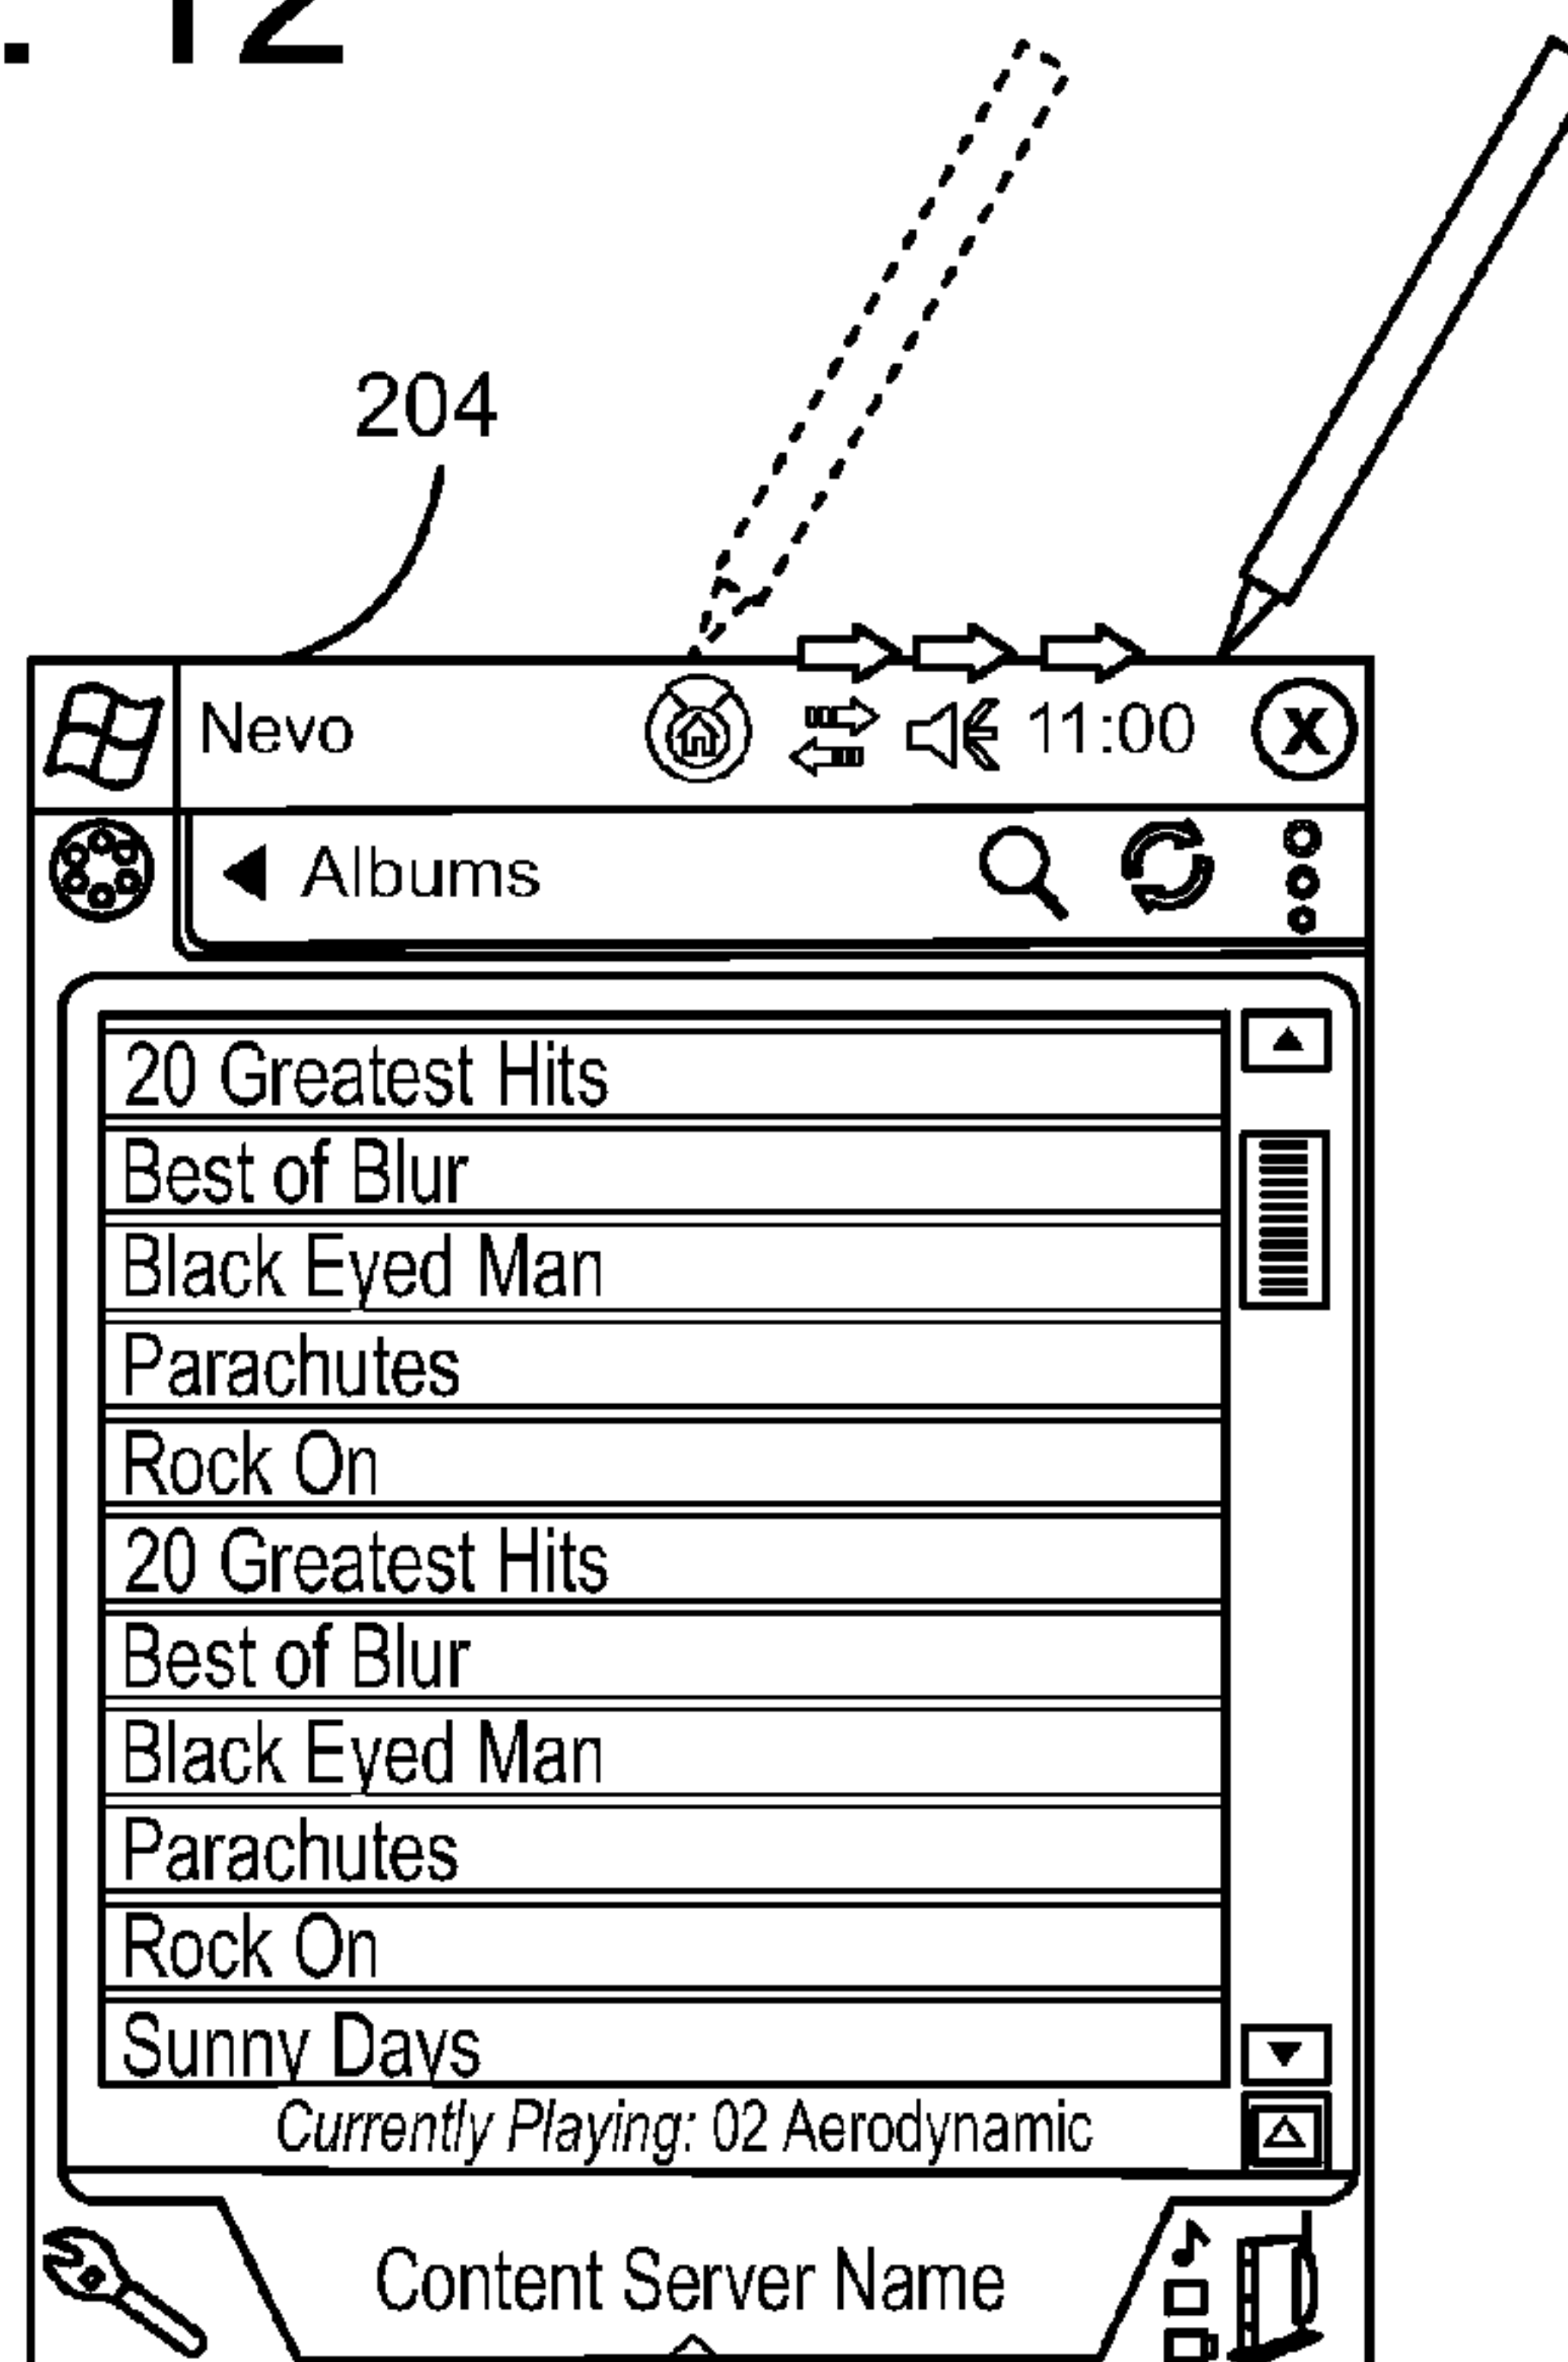 . 12
204
Nevo 11:00 X
Albums
20 Greatest Hits
Best of Blur
Black Eyed Man
Parachutes
Rock On
20 Greatest Hits
Best of Blur
Black Eyed Man
Parachutes
Rock On
Sunny Days
Currently Playing: 02 Aerodynamic
Content Server Name